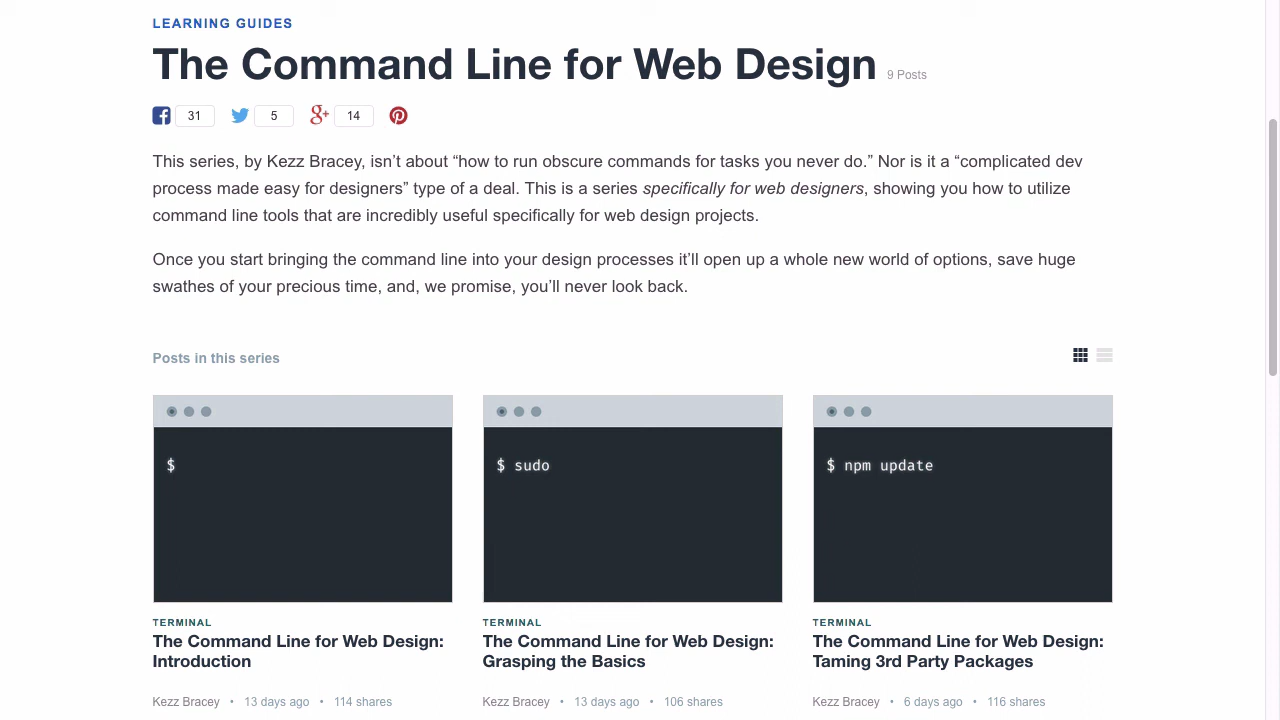 LEARNING GUIDES
The Command Line for Web Design 9 Posts
31 5 14
This series, by Kezz Bracey, isn’t about “how to run obscure commands for tasks you never do.” Nor is it a “complicated dev
process made easy for designers” type of a deal. This is a series specifically for web designers, showing you how to utilize
command line tools that are incredibly useful specifically for web design projects.
Once you start bringing the command line into your design processes it’ll open up a whole new world of options, save huge
swathes of your precious time, and, we promise, you’ll never look back.
Posts in this series
$
$ sudo
$ npm update
TERMINAL
The Command Line for Web Design:
Introduction
Kezz Bracey • 13 days ago • 114 shares
TERMINAL
The Command Line for Web Design:
Grasping the Basics
Kezz Bracey • 13 days ago • 106 shares
TERMINAL
The Command Line for Web Design:
Taming 3rd Party Packages
Kezz Bracey • 6 days ago • 116 shares